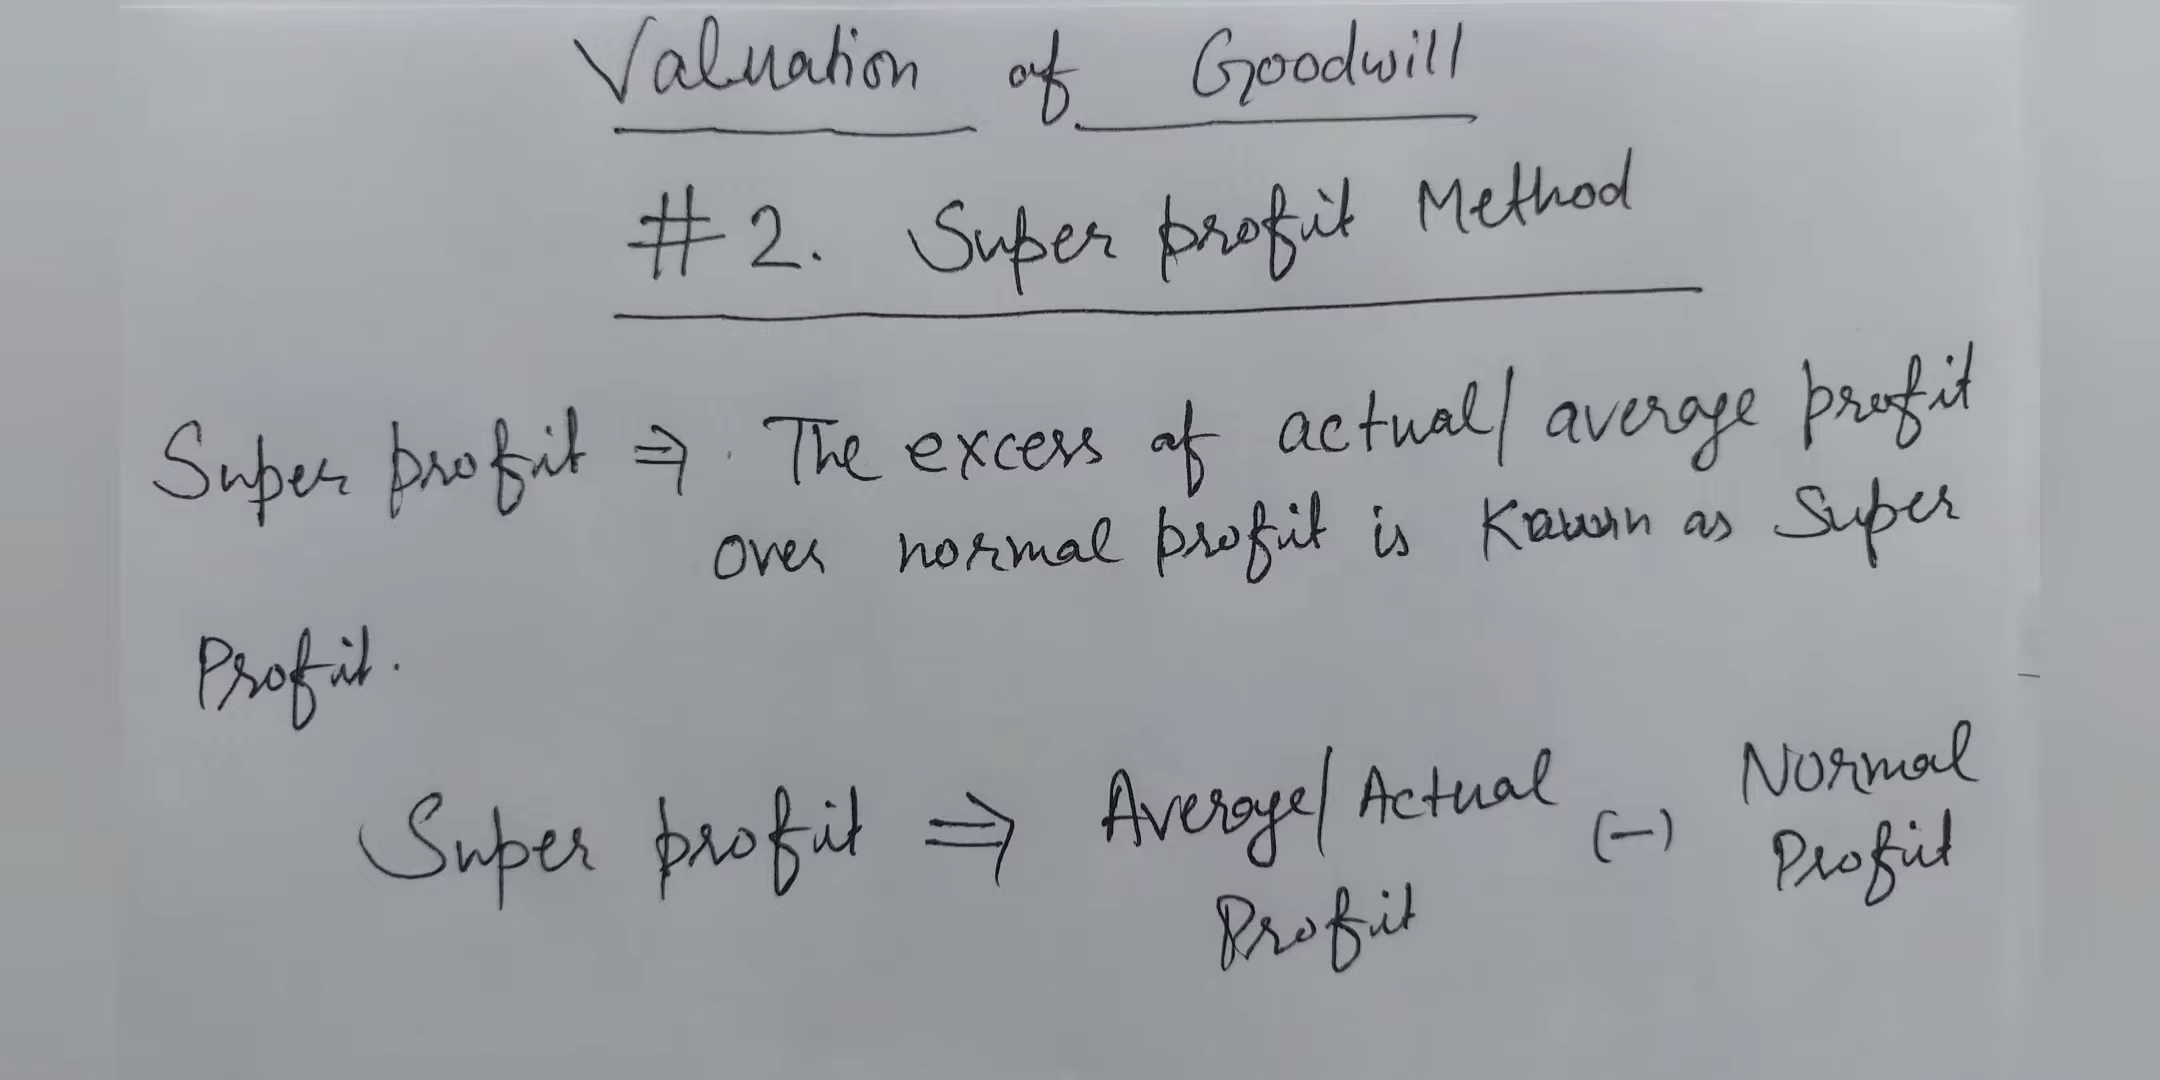 Valuation of Goodwill
# 2. Super profit Method
Super profit ⇒ The excess of actual/average profit
over normal profit is Known as Super
Profit.
Super profit ⇒ Average/Actual (-) Normal
Profit Profit